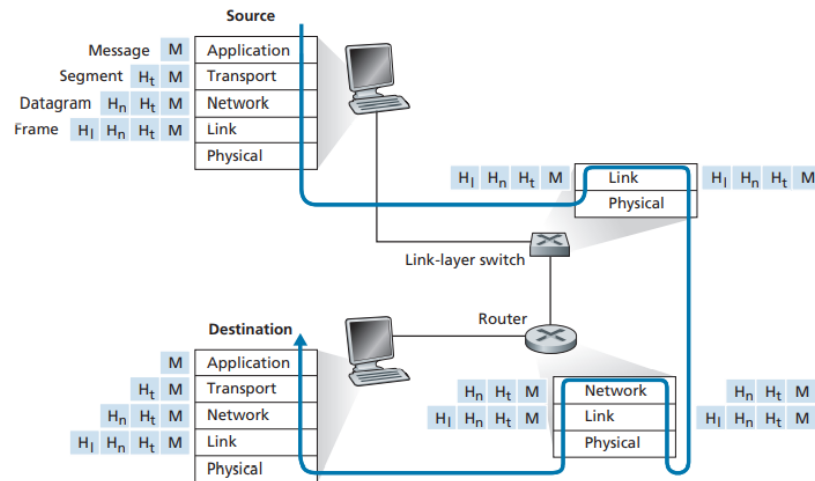 Source
Message M Application
Segment Ht M Transport
Datagram Hn Ht M Network
Frame Hl Hn Ht M Link
Physical
Hl Hn Ht M Link Hl Hn Ht M
Physical
Link-layer switch
Router
Destination
M Application
Ht M Transport
Hn Ht M Network
Hl Hn Ht M Link
Physical
Hn Ht M Network Hn Ht M
Hl Hn Ht M Link Hl Hn Ht M
Physical